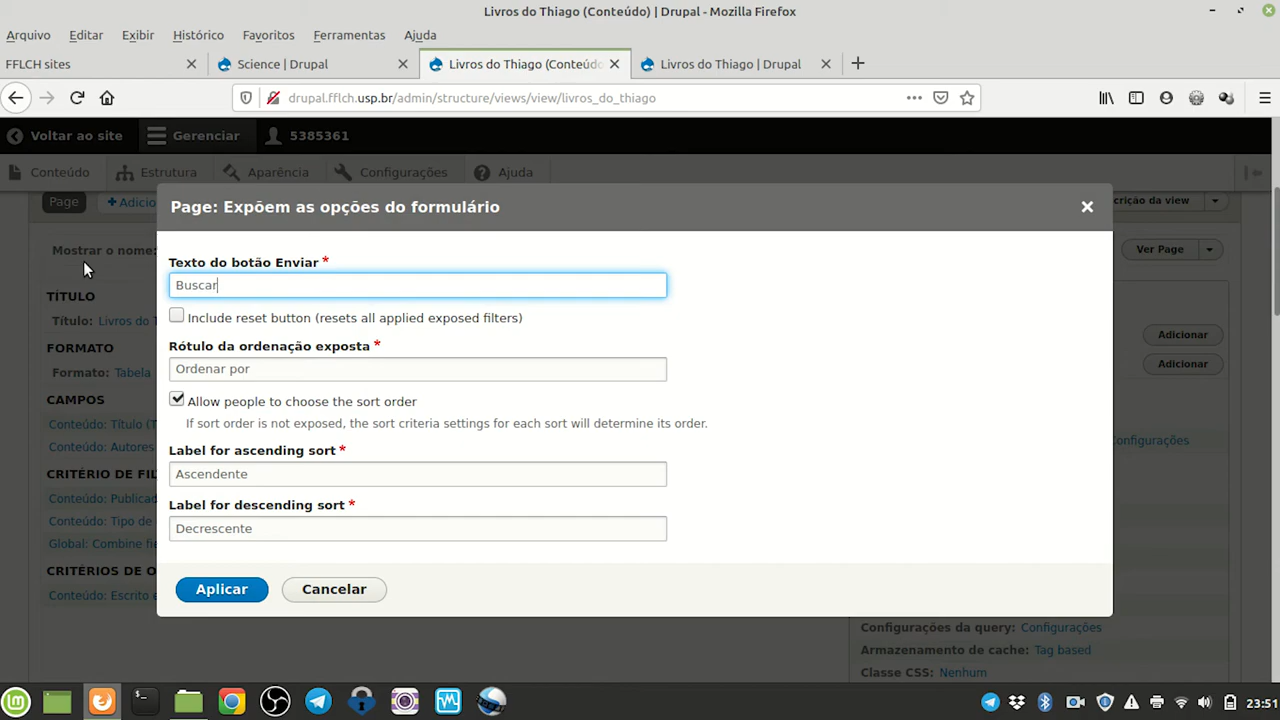 Livros do Thiago (Conteúdo) | Drupal - Mozilla Firefox
Arquivo Editar Exibir Histórico Favoritos Ferramentas Ajuda
FFLCH sites
Science | Drupal
Livros do Thiago (Conteúdo
Livros do Thiago | Drupal
drupal.fflch.usp.br/admin/structure/views/view/livros_do_thiago
Voltar ao site Gerenciar 5385361
Conteúdo Estrutura Aparência Configurações Ajuda
Page
crição da view
Mostrar o nome:
Ver Page
TÍTULO
Título: Livros do T
FORMATO
Formato: Tabela
CAMPOS
Conteúdo: Título (T
Conteúdo: Autores
CRITÉRIO DE FIL
Conteúdo: Publicad
Conteúdo: Tipo de
Global: Combine fie
CRITÉRIOS DE O
Conteúdo: Escrito e
Page: Expõem as opções do formulário
Texto do botão Enviar *
Buscar
Include reset button (resets all applied exposed filters)
Rótulo da ordenação exposta *
Ordenar por
Allow people to choose the sort order
If sort order is not exposed, the sort criteria settings for each sort will determine its order.
Label for ascending sort *
Ascendente
Label for descending sort *
Decrescente
Aplicar Cancelar
Adicionar
Adicionar
Configurações
Configurações da query: Configurações
Armazenamento de cache: Tag based
Classe CSS: Nenhum
23:51